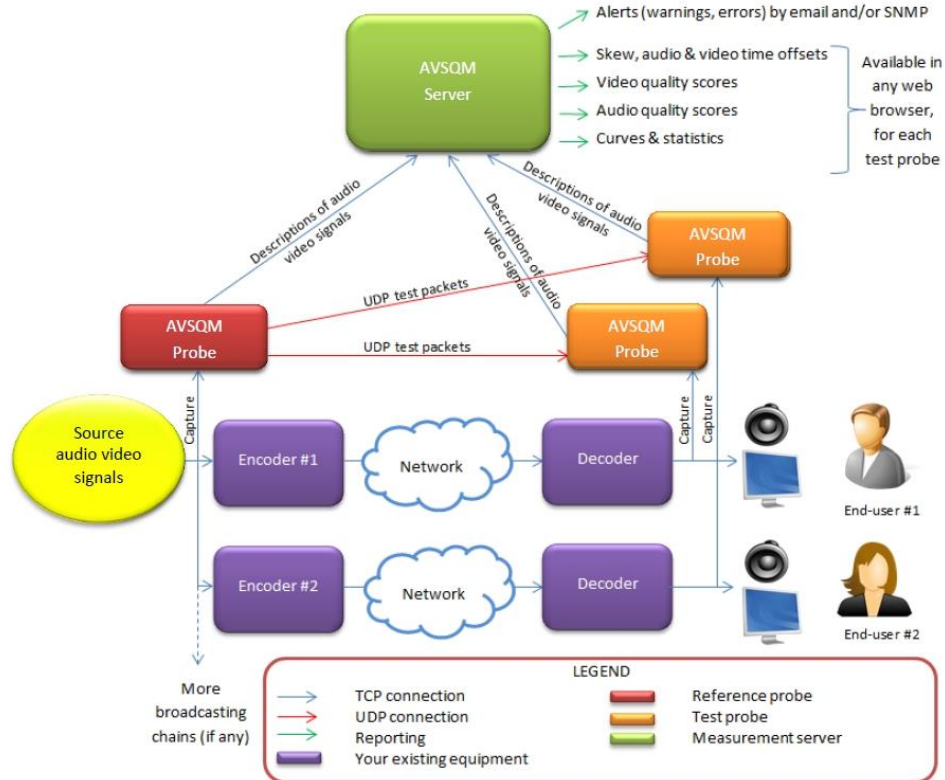 Alerts (warnings, errors) by email and/or SNMP
AVSQM
Server
Skew, audio & video time offsets
Video quality scores
Audio quality scores
Curves & statistics
Available in
any web
browser,
for each
test probe
Descriptions of audio
video signals
Descriptions of audio
video signals
Descriptions of audio
video signals
AVSQM
Probe
UDP test packets
AVSQM
Probe
UDP test packets
AVSQM
Probe
Capture
Capture
Capture
Source
audio video
signals
Encoder #1
Network
Decoder
End-user #1
Encoder #2
Network
Decoder
End-user #2
More
broadcasting
chains (if any)
LEGEND
TCP connection
UDP connection
Reporting
Your existing equipment
Reference probe
Test probe
Measurement server